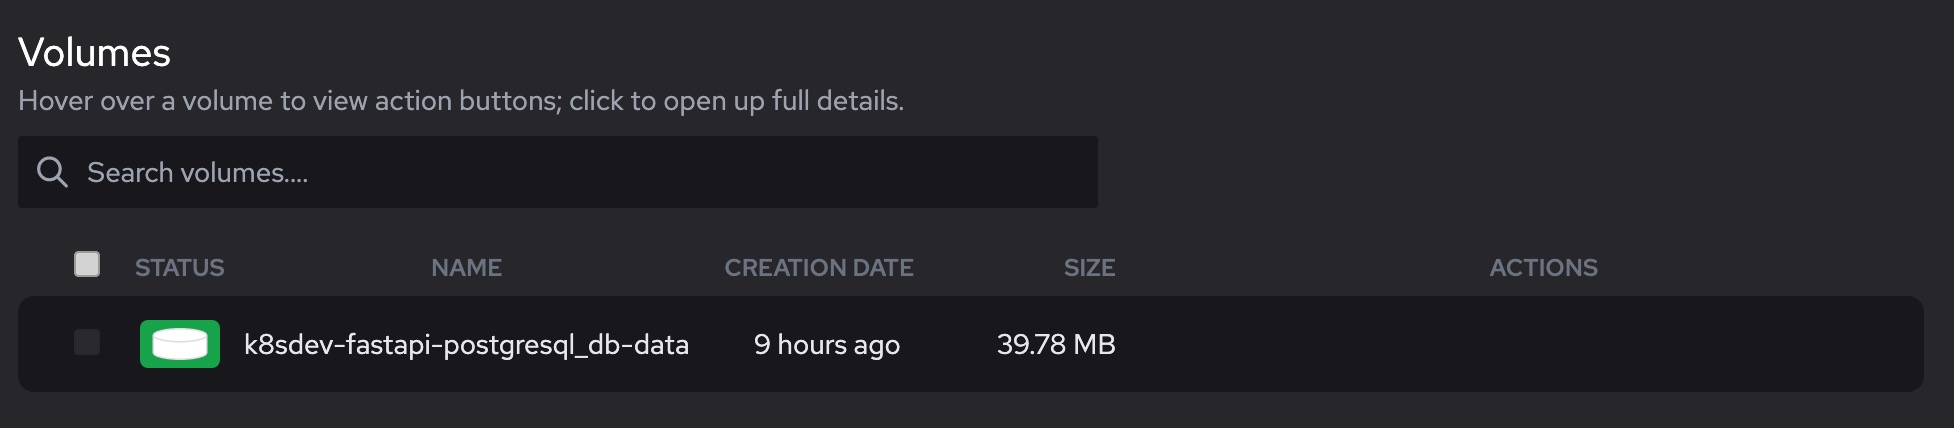 Volumes
Hover over a volume to view action buttons; click to open up full details.
Search volumes....
STATUS NAME CREATION DATE SIZE ACTIONS
k8sdev-fastapi-postgresql_db-data 9 hours ago 39.78 MB